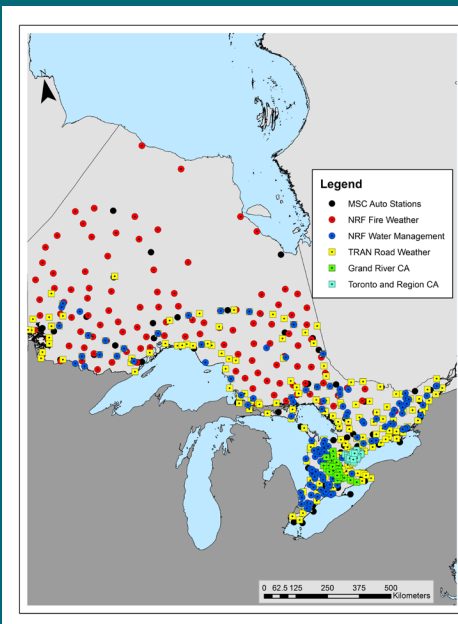 Legend
MSC Auto Stations
NRF Fire Weather
NRF Water Management
TRAN Road Weather
Grand River CA
Toronto and Region CA
0 62.5 125 250 375 500
Kilometers